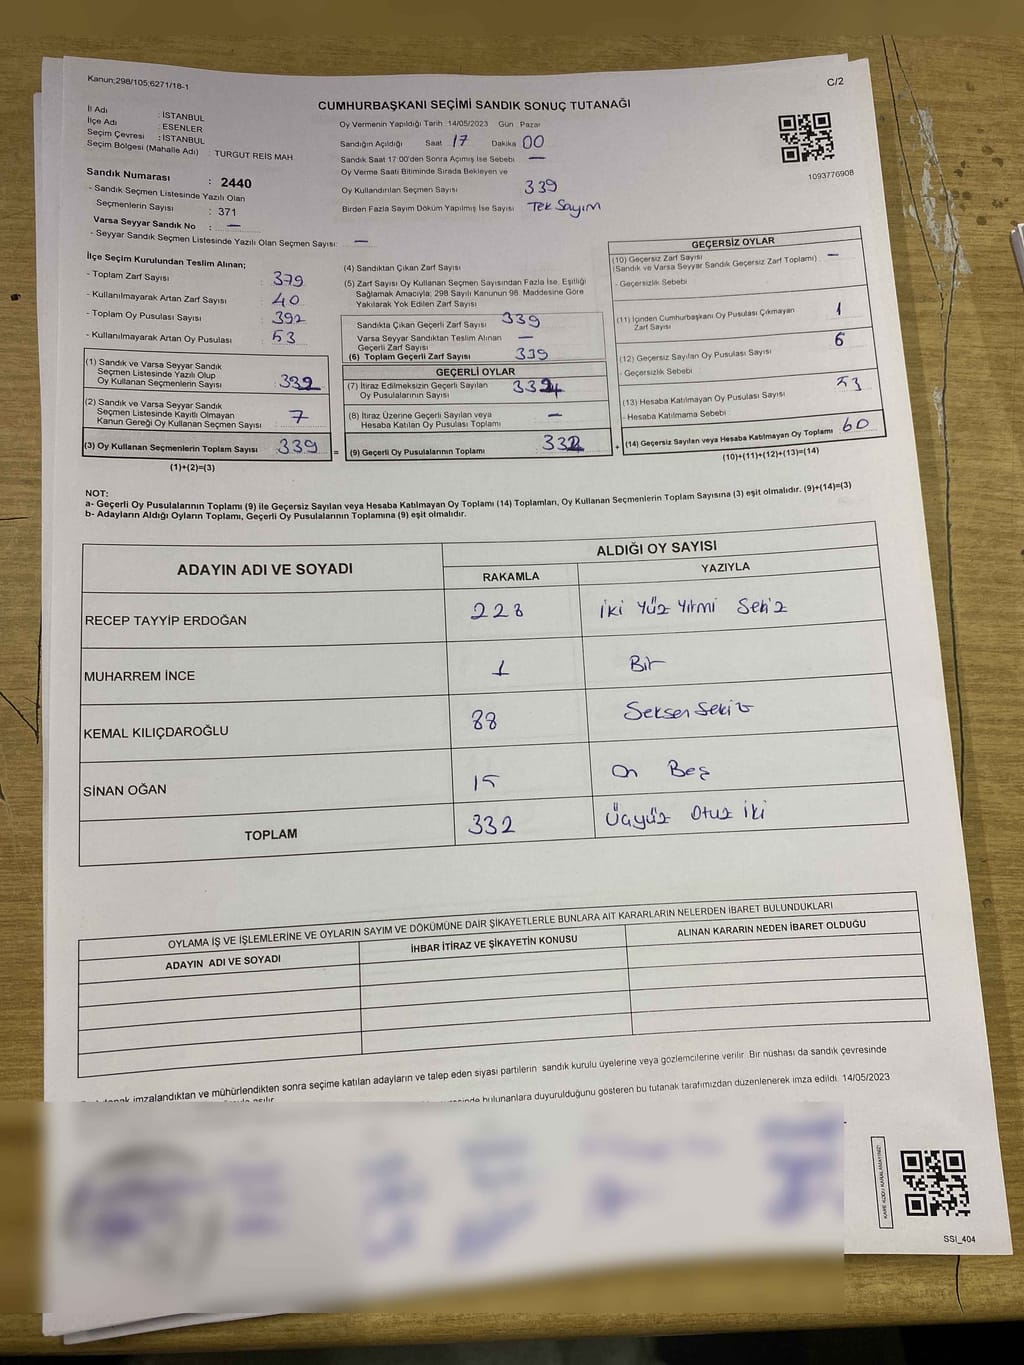 Kanun;298/105;6271/18-1
C/2
CUMHURBAŞKANI SEÇİMİ SANDIK SONUÇ TUTANAĞI
İl Adı : İSTANBUL
İlçe Adı : ESENLER
Seçim Çevresi : İSTANBUL
Seçim Bölgesi (Mahalle Adı) : TURGUT REİS MAH.
Sandık Numarası : 2440
- Sandık Seçmen Listesinde Yazılı Olan
Seçmenlerin Sayısı : 371
Varsa Seyyar Sandık No : —
- Seyyar Sandık Seçmen Listesinde Yazılı Olan Seçmen Sayısı: —
Oy Vermenin Yapıldığı Tarih 14/05/2023 Gün : Pazar
Sandığın Açıldığı Saat 17 Dakika 00
Sandık Saat 17:00'den Sonra Açımış İse Sebebi —
Oy Verme Saati Bitiminde Sırada Bekleyen ve
Oy Kullandırılan Seçmen Sayısı 339
Birden Fazla Sayım Döküm Yapılmış İse Sayısı Tek Sayım
1093776908
İlçe Seçim Kurulundan Teslim Alınan;
- Toplam Zarf Sayısı 379
- Kullanılmayarak Artan Zarf Sayısı 40
- Toplam Oy Pusulası Sayısı 392
- Kullanılmayarak Artan Oy Pusulası 53
(1) Sandık ve Varsa Seyyar Sandık
Seçmen Listesinde Yazılı Olup
Oy Kullanan Seçmenlerin Sayısı : 332
(2) Sandık ve Varsa Seyyar Sandık
Seçmen Listesinde Kayıtlı Olmayan
Kanun Gereği Oy Kullanan Seçmen Sayısı : 7
(3) Oy Kullanan Seçmenlerin Toplam Sayısı : 339
(1)+(2)=(3)
(4) Sandıktan Çıkan Zarf Sayısı
(5) Zarf Sayısı Oy Kullanan Seçmen Sayısından Fazla İse, Eşitliği
Sağlamak Amacıyla; 298 Sayılı Kanunun 98. Maddesine Göre
Yakılarak Yok Edilen Zarf Sayısı
Sandıkta Çıkan Geçerli Zarf Sayısı 339
Varsa Seyyar Sandıktan Teslim Alınan
Geçerli Zarf Sayısı —
(6) Toplam Geçerli Zarf Sayısı 339
GEÇERLİ OYLAR
(7) İtiraz Edilmeksizin Geçerli Sayılan
Oy Pusulalarının Sayısı :
(8) İtiraz Üzerine Geçerli Sayılan veya
Hesaba Katılan Oy Pusulası Toplamı —
= (9) Geçerli Oy Pusulalarının Toplamı 332 +
GEÇERSİZ OYLAR
(10) Geçersiz Zarf Sayısı —
(Sandık ve Varsa Seyyar Sandık Geçersiz Zarf Toplamı)
- Geçersizlik Sebebi
(11) İçinden Cumhurbaşkanı Oy Pusulası Çıkmayan 1
Zarf Sayısı
(12) Geçersiz Sayılan Oy Pusulası Sayısı 6
- Geçersizlik Sebebi :
(13) Hesaba Katılmayan Oy Pusulası Sayısı 53
- Hesaba Katılmama Sebebi :
(14) Geçersiz Sayılan veya Hesaba Katılmayan Oy Toplamı 60
(10)+(11)+(12)+(13)=(14)
NOT:
a- Geçerli Oy Pusulalarının Toplamı (9) ile Geçersiz Sayılan veya Hesaba Katılmayan Oy Toplamı (14) Toplamları, Oy Kullanan Seçmenlerin Toplam Sayısına (3) eşit olmalıdır. (9)+(14)=(3)
b- Adayların Aldığı Oyların Toplamı, Geçerli Oy Pusulalarının Toplamına (9) eşit olmalıdır.
ADAYIN ADI VE SOYADI ALDIĞI OY SAYISI
RAKAMLA YAZIYLA
RECEP TAYYİP ERDOĞAN 228 iki yüz yirmi Sekiz
MUHARREM İNCE 1 Bir
KEMAL KILIÇDAROĞLU 88 Seksen Sekiz
SİNAN OĞAN 15 On Beş
TOPLAM 332 Üçyüz Otuz iki
OYLAMA İŞ VE İŞLEMLERİNE VE OYLARIN SAYIM VE DÖKÜMÜNE DAİR ŞİKAYETLERLE BUNLARA AİT KARARLARIN NELERDEN İBARET BULUNDUKLARI
ADAYIN ADI VE SOYADI İHBAR İTİRAZ VE ŞİKAYETİN KONUSU ALINAN KARARIN NEDEN İBARET OLDUĞU
imzalandıktan ve mühürlendikten sonra seçime katılan adayların ve talep eden siyasi partilerin sandık kurulu üyelerine veya gözlemcilerine verilir. Bir nüshası da sandık çevresinde
bulunanlara duyurulduğunu gösteren bu tutanak tarafımızdan düzenlenerek imza edildi. 14/05/2023
KARE KODU KARALAMAYINIZ!
SSI_404